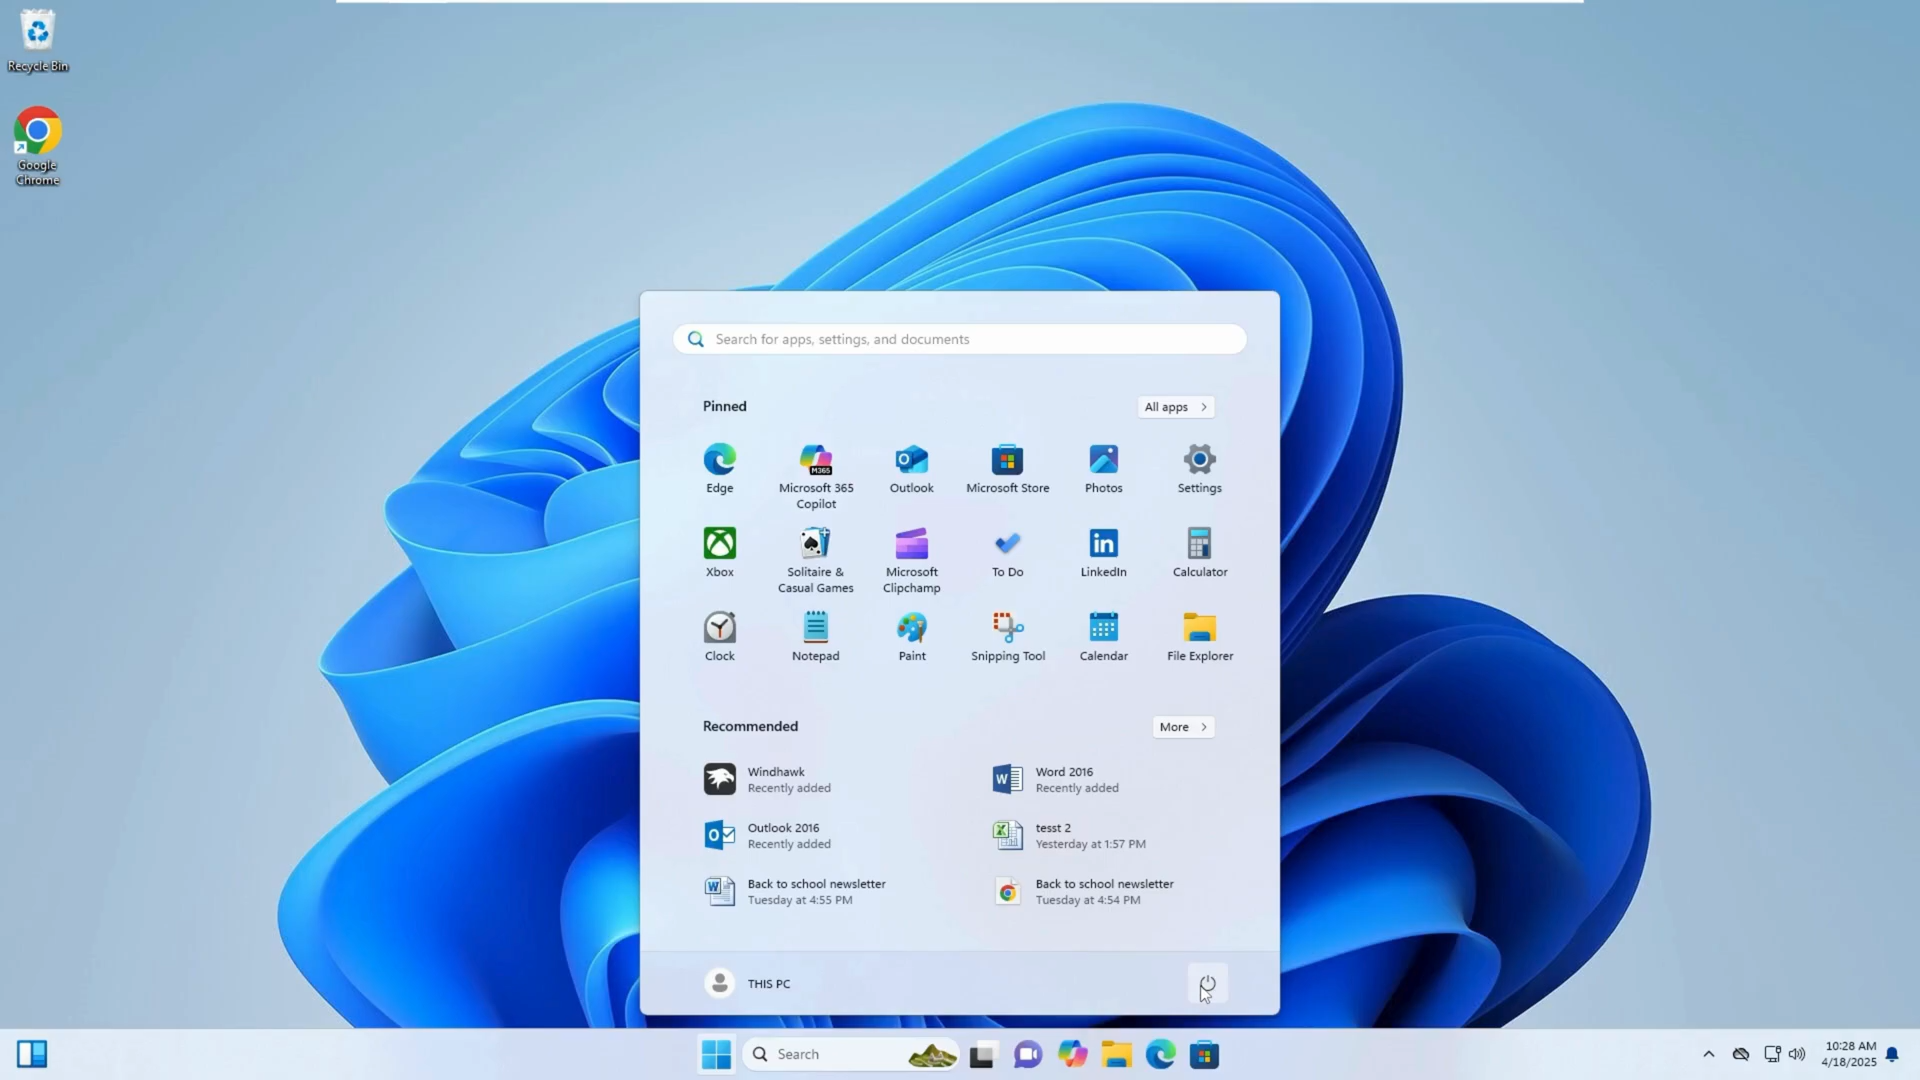 Recycle Bin
Google
Chrome
Search for apps, settings, and documents
Pinned
All apps
Edge
Microsoft 365
Copilot
M365
Outlook
Microsoft Store
Photos
Settings
Xbox
Solitaire &
Casual Games
Microsoft
Clipchamp
To Do
LinkedIn
Calculator
Clock
Notepad
Paint
Snipping Tool
Calendar
File Explorer
Recommended
More
Windhawk
Recently added
Word 2016
Recently added
Outlook 2016
Recently added
tesst 2
Yesterday at 1:57 PM
Back to school newsletter
Tuesday at 4:55 PM
Back to school newsletter
Tuesday at 4:54 PM
THIS PC
Search
10:28 AM
4/18/2025